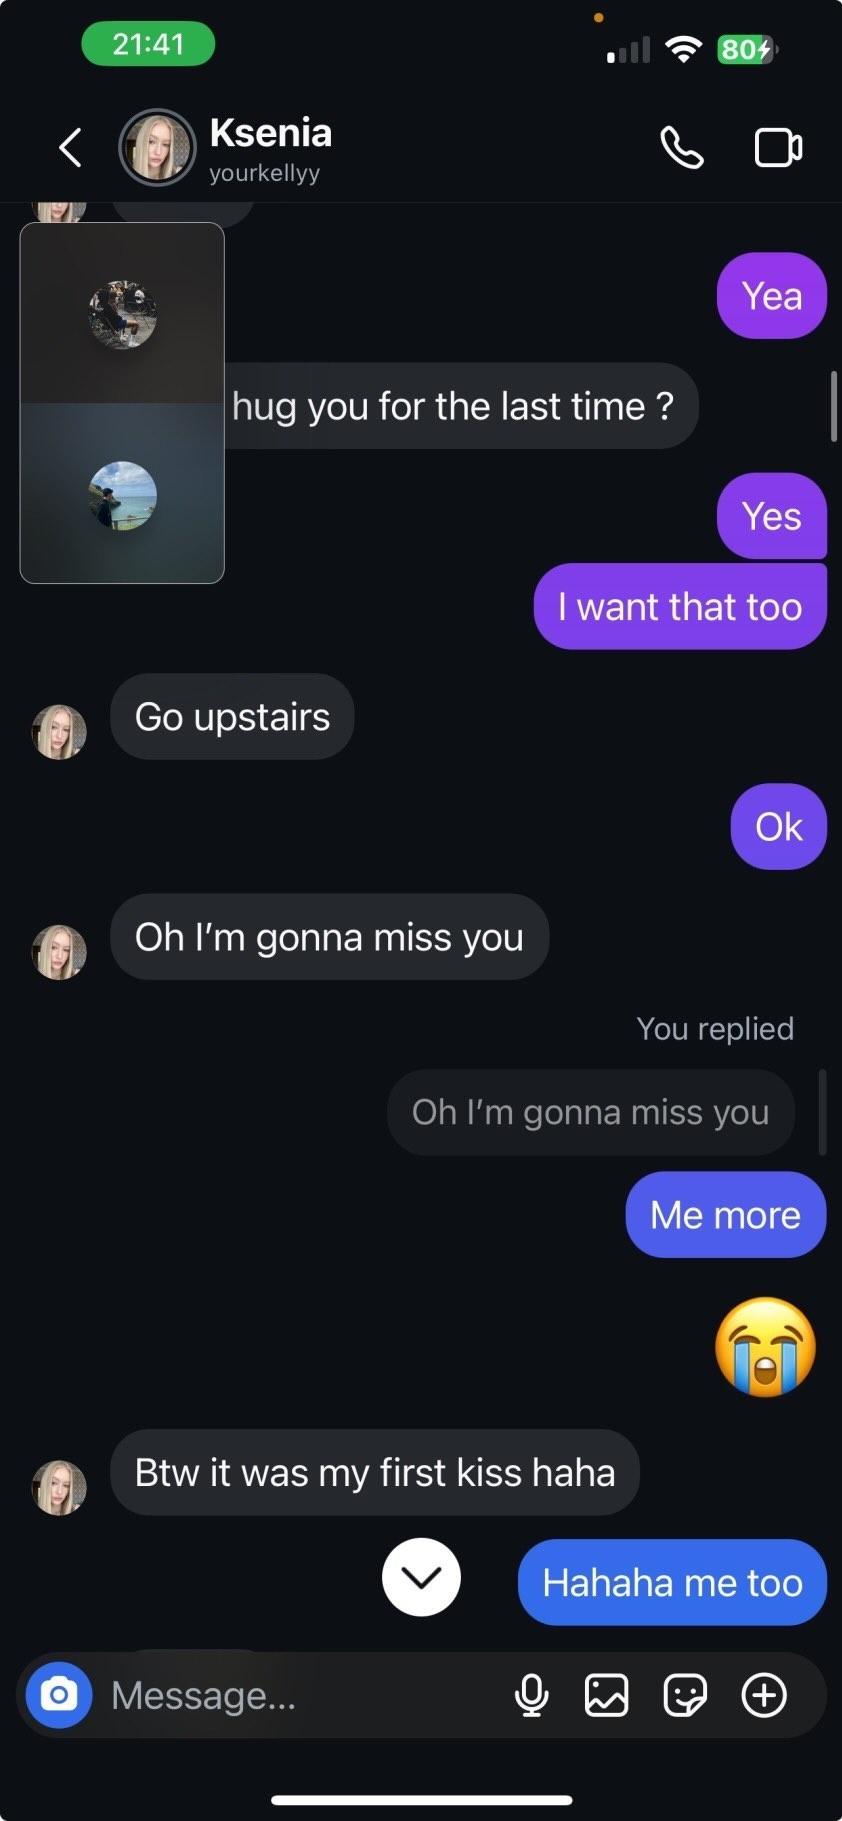 21:41
80
Ksenia
yourkellyy
Yea
hug you for the last time ?
Yes
I want that too
Go upstairs
Ok
Oh I’m gonna miss you
You replied
Oh I’m gonna miss you
Me more
Btw it was my first kiss haha
Hahaha me too
Message...